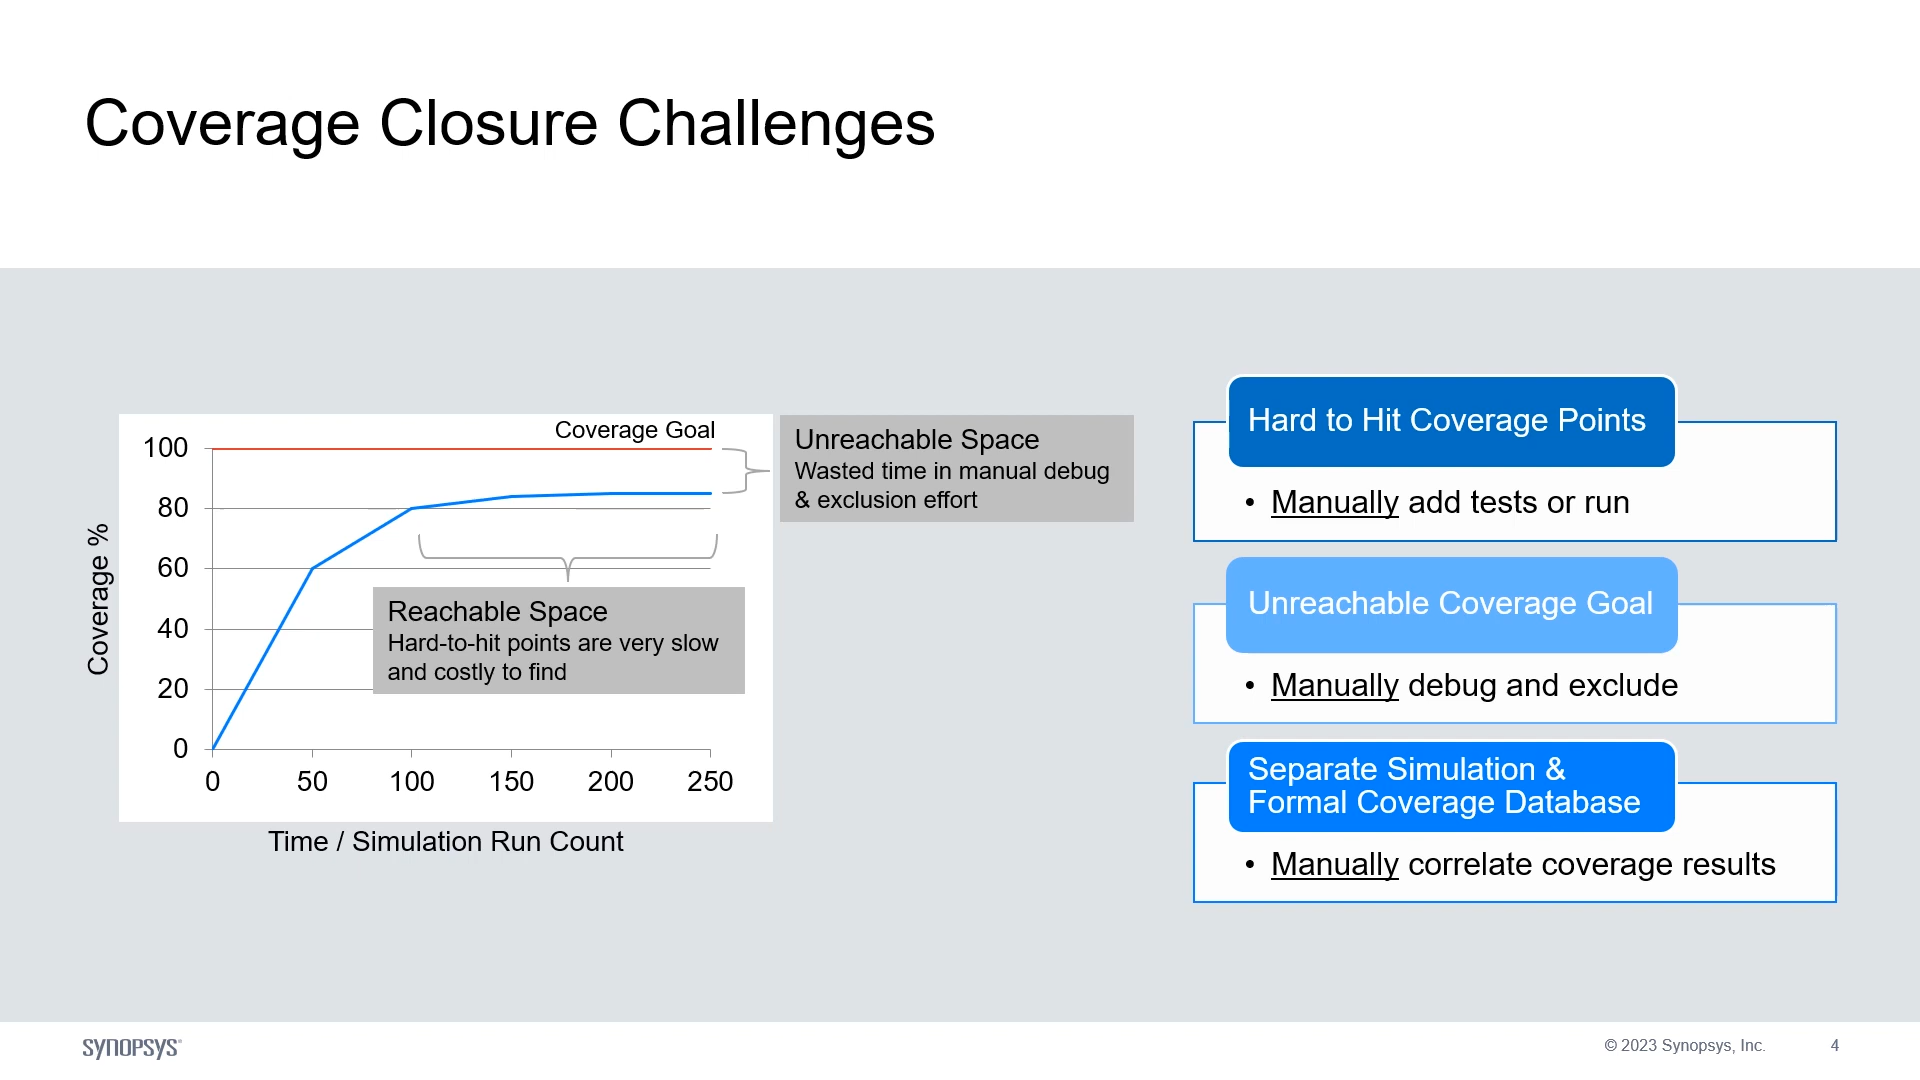 Coverage Closure Challenges
Coverage Goal
100
80
60
40
20
0
Coverage %
0 50 100 150 200 250
Time / Simulation Run Count
Unreachable Space
Wasted time in manual debug
& exclusion effort
Reachable Space
Hard-to-hit points are very slow
and costly to find
Hard to Hit Coverage Points
• Manually add tests or run
Unreachable Coverage Goal
• Manually debug and exclude
Separate Simulation &
Formal Coverage Database
• Manually correlate coverage results
SYNOPSYS®
© 2023 Synopsys, Inc. 4